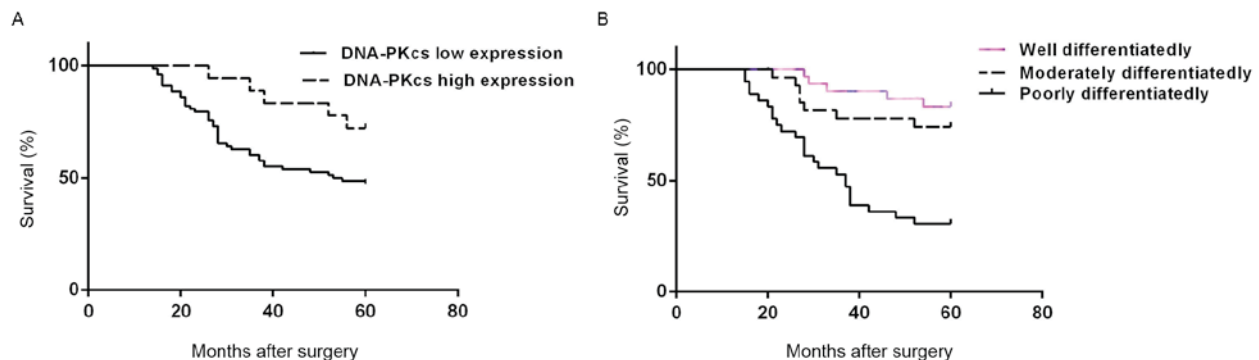 A
DNA-PKcs low expression
DNA-PKcs high expression
100
50
0
0 20 40 60 80
Survival (%)
Months after surgery
B
Well differentiatedly
Moderately differentiatedly
Poorly differentiatedly
100
50
0
0 20 40 60 80
Survival (%)
Months after surgery